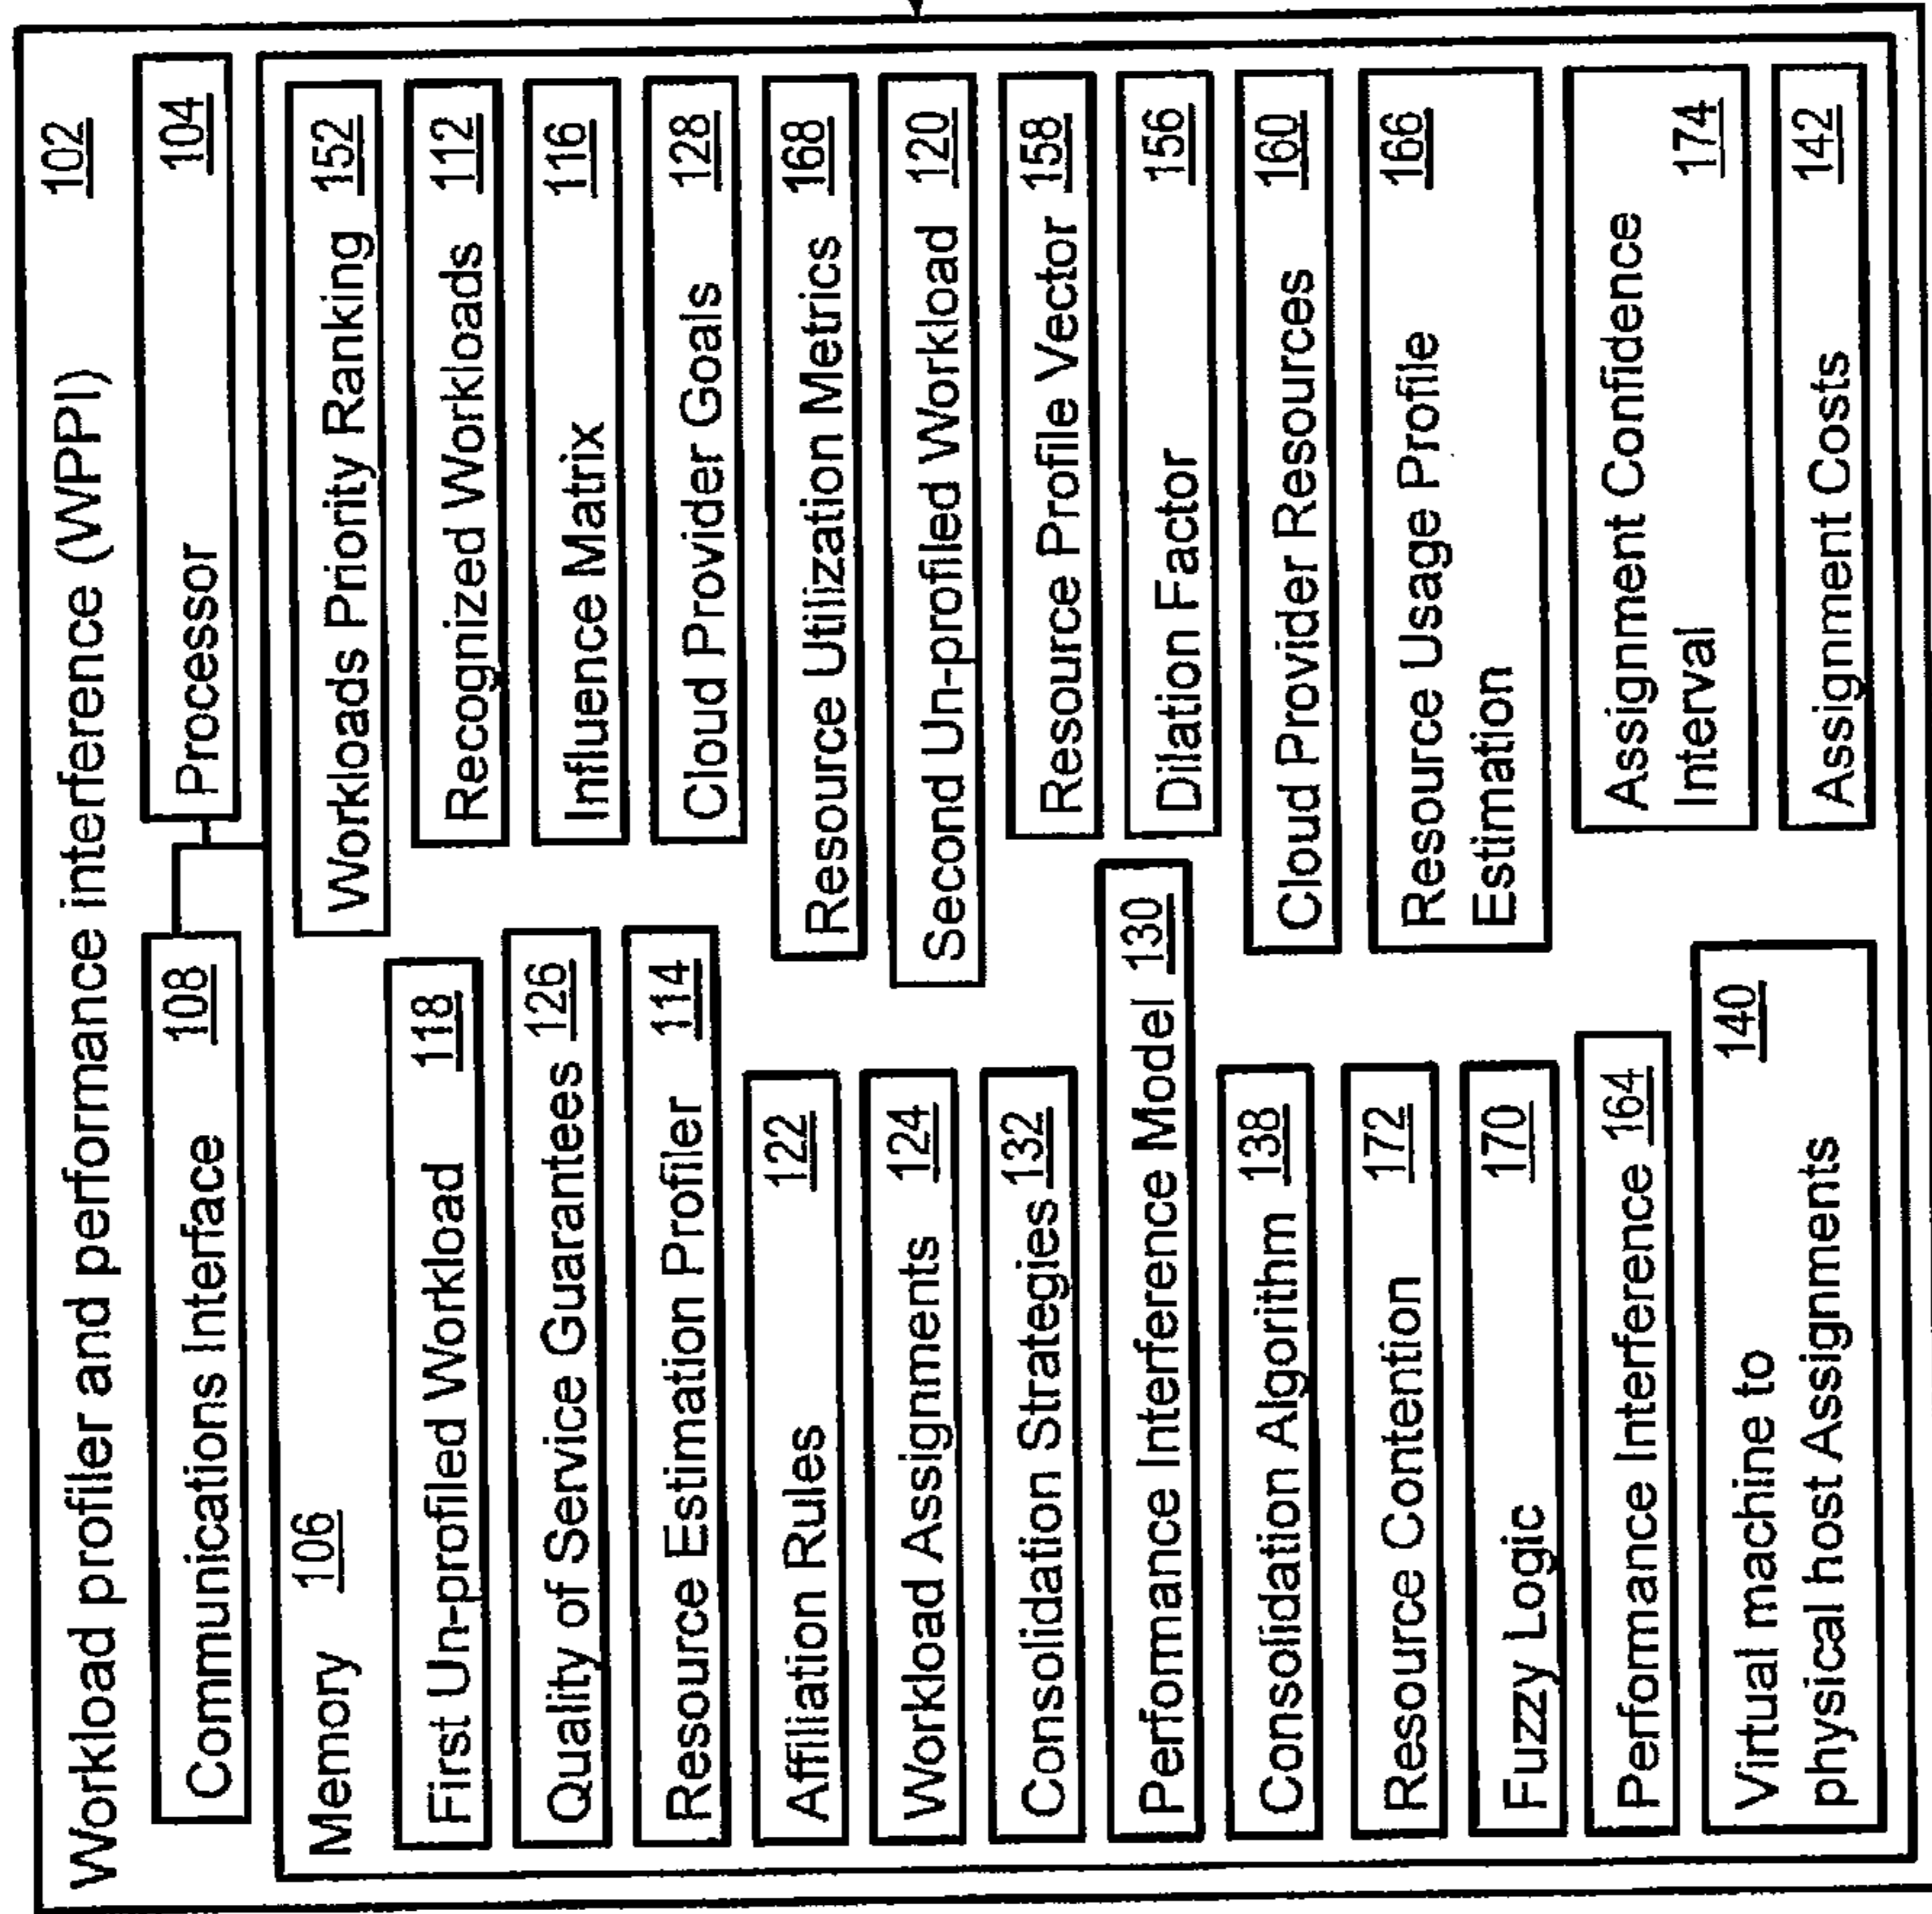 Workload profiler and performance interference (WPPI) 102
Communications Interface 108
Processor 104
Memory 106
Workloads Priority Ranking 152
First Un-profiled Workload 118
Recognized Workloads 112
Quality of Service Guarantees 126
Influence Matrix 116
Resource Estimation Profiler 114
Cloud Provider Goals 128
Affiliation Rules 122
Resource Utilization Metrics 168
Workload Assignments 124
Second Un-profiled Workload 120
Consolidation Strategies 132
Resource Profile Vector 158
Performance Interference Model 130
Dilation Factor 156
Consolidation Algorithm 138
Cloud Provider Resources 160
Resource Contention 172
Resource Usage Profile 166
Estimation
Fuzzy Logic 170
Performance Interference 164
Assignment Confidence
Interval 174
Virtual machine to 140
physical host Assignments
Assignment Costs 142